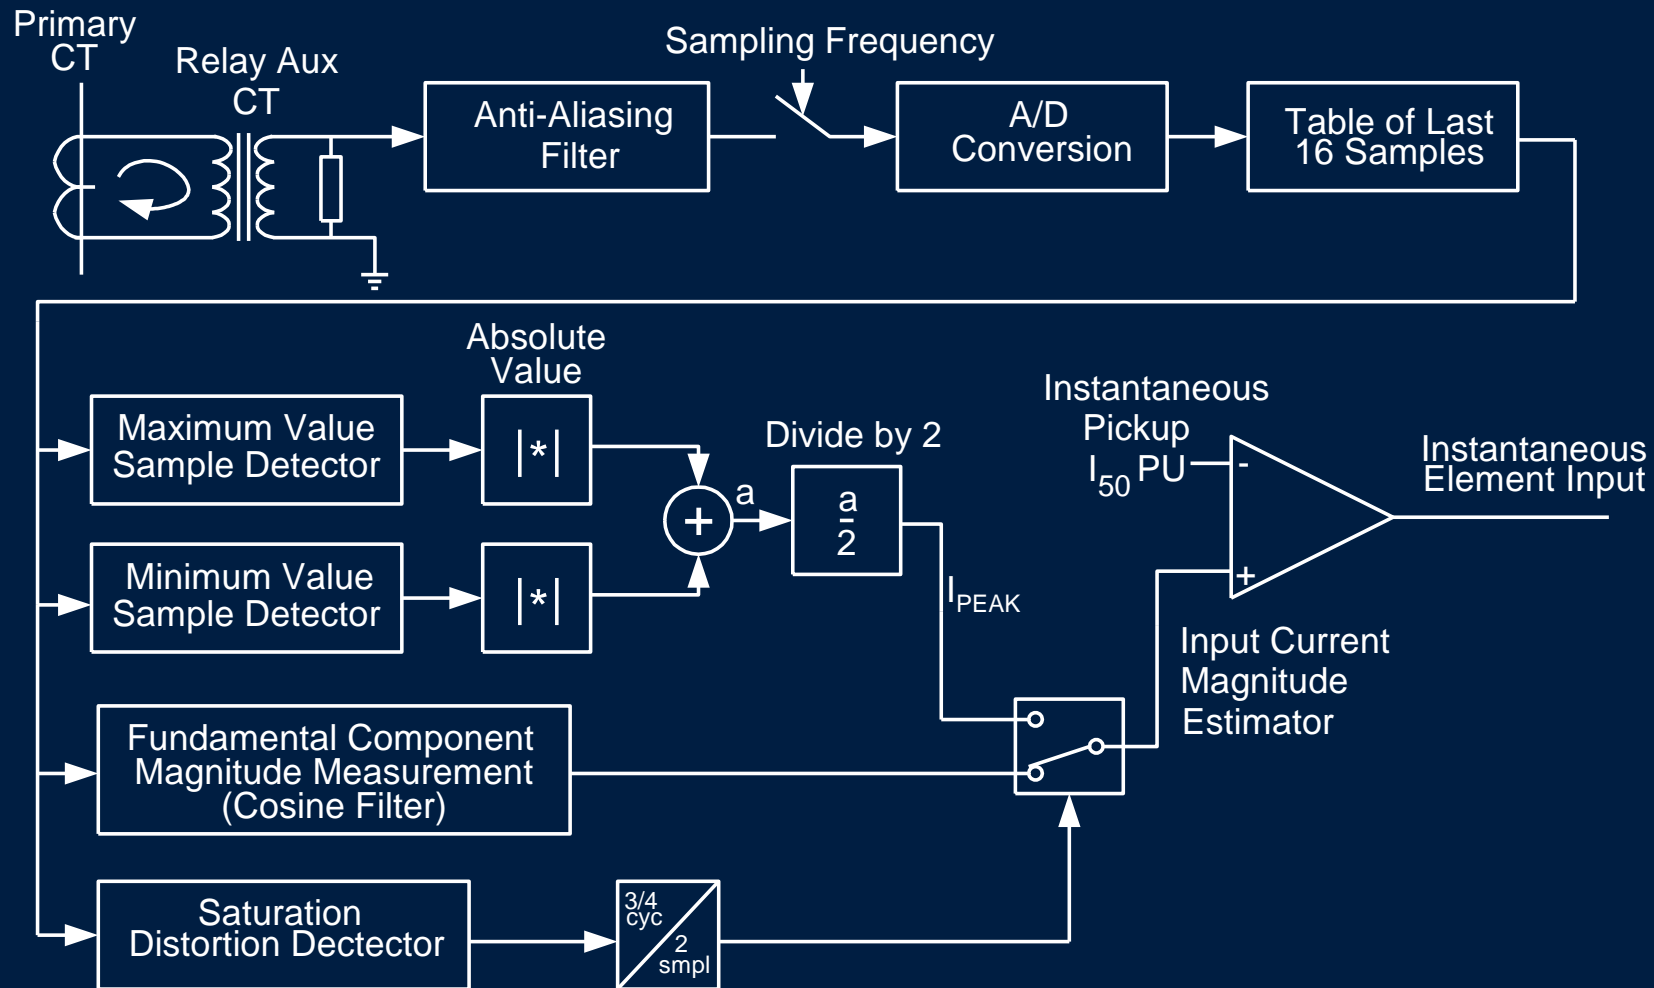 Primary
CT
Relay Aux
CT
Sampling Frequency
Anti-Aliasing
Filter
A/D
Conversion
Table of Last
16 Samples
Absolute
Value
Maximum Value
Sample Detector
|*|
Divide by 2
Instantaneous
Pickup
I50 PU
-
Instantaneous
Element Input
a
+
a
2
Minimum Value
Sample Detector
|*|
IPEAK
+
Input Current
Magnitude
Estimator
Fundamental Component
Magnitude Measurement
(Cosine Filter)
Saturation
Distortion Dectector
3/4
cyc
2
smpl